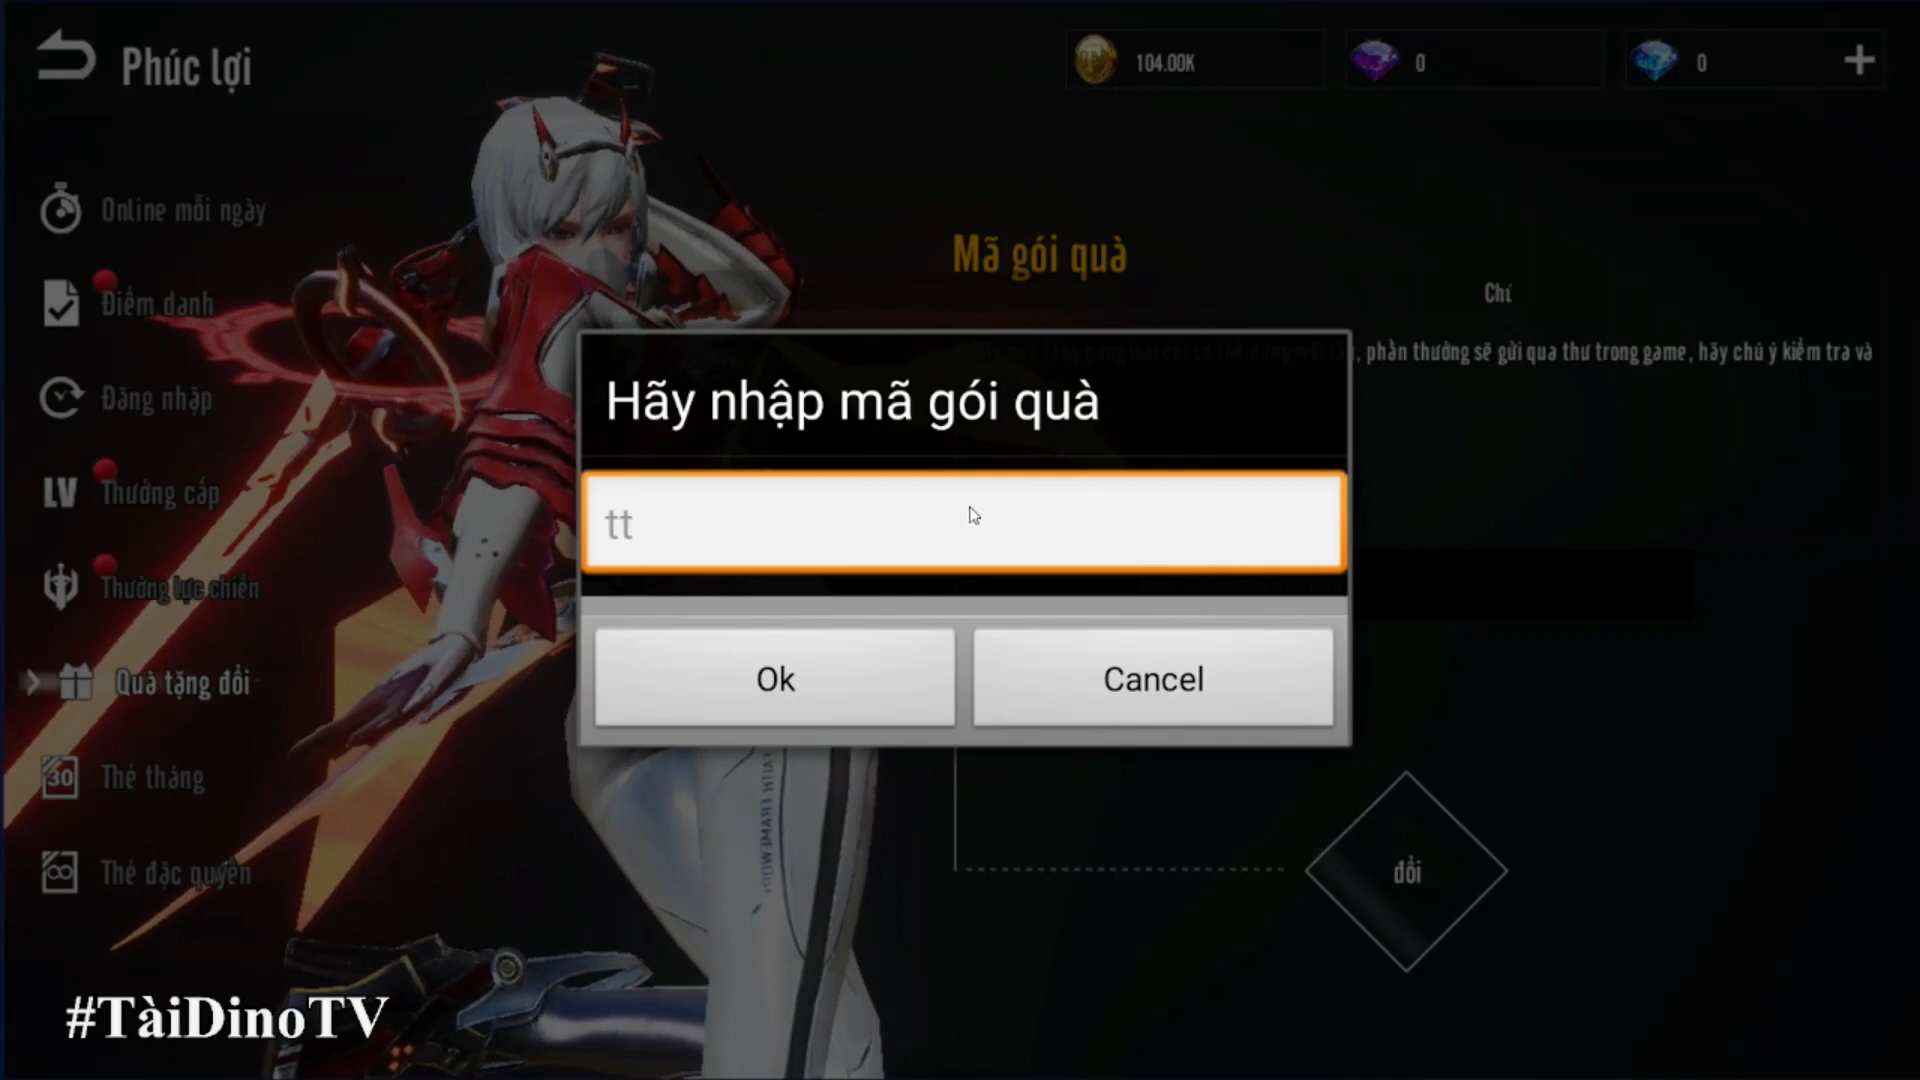 Phúc lợi
104.00K
0
0
Online mỗi ngày
Điểm danh
Đăng nhập
LV Thưởng cấp
Thưởng lực chiến
Quà tặng đổi
30 Thẻ tháng
Thẻ đặc quyền
Mã gói quà
Chú
, phần thưởng sẽ gửi qua thư trong game, hãy chú ý kiểm tra và
Hãy nhập mã gói quà
tt
Ok
Cancel
đổi
#TàiDinoTV